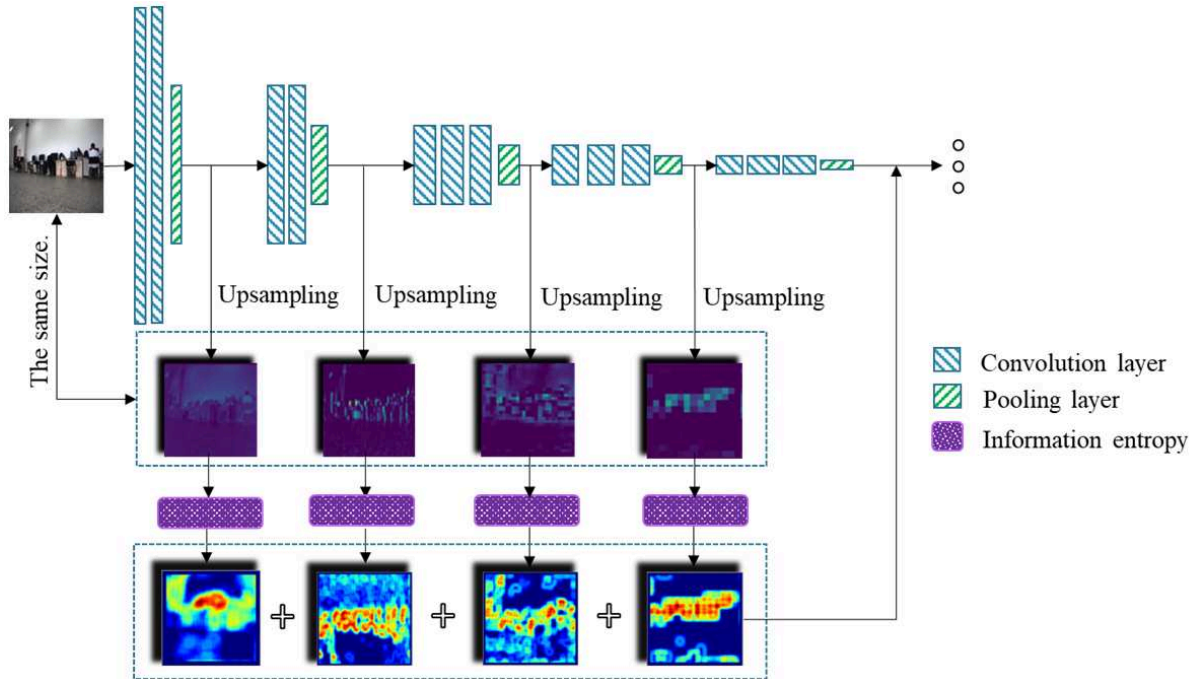 The same size.
Upsampling
Upsampling
Upsampling
Upsampling
Convolution layer
Pooling layer
Information entropy